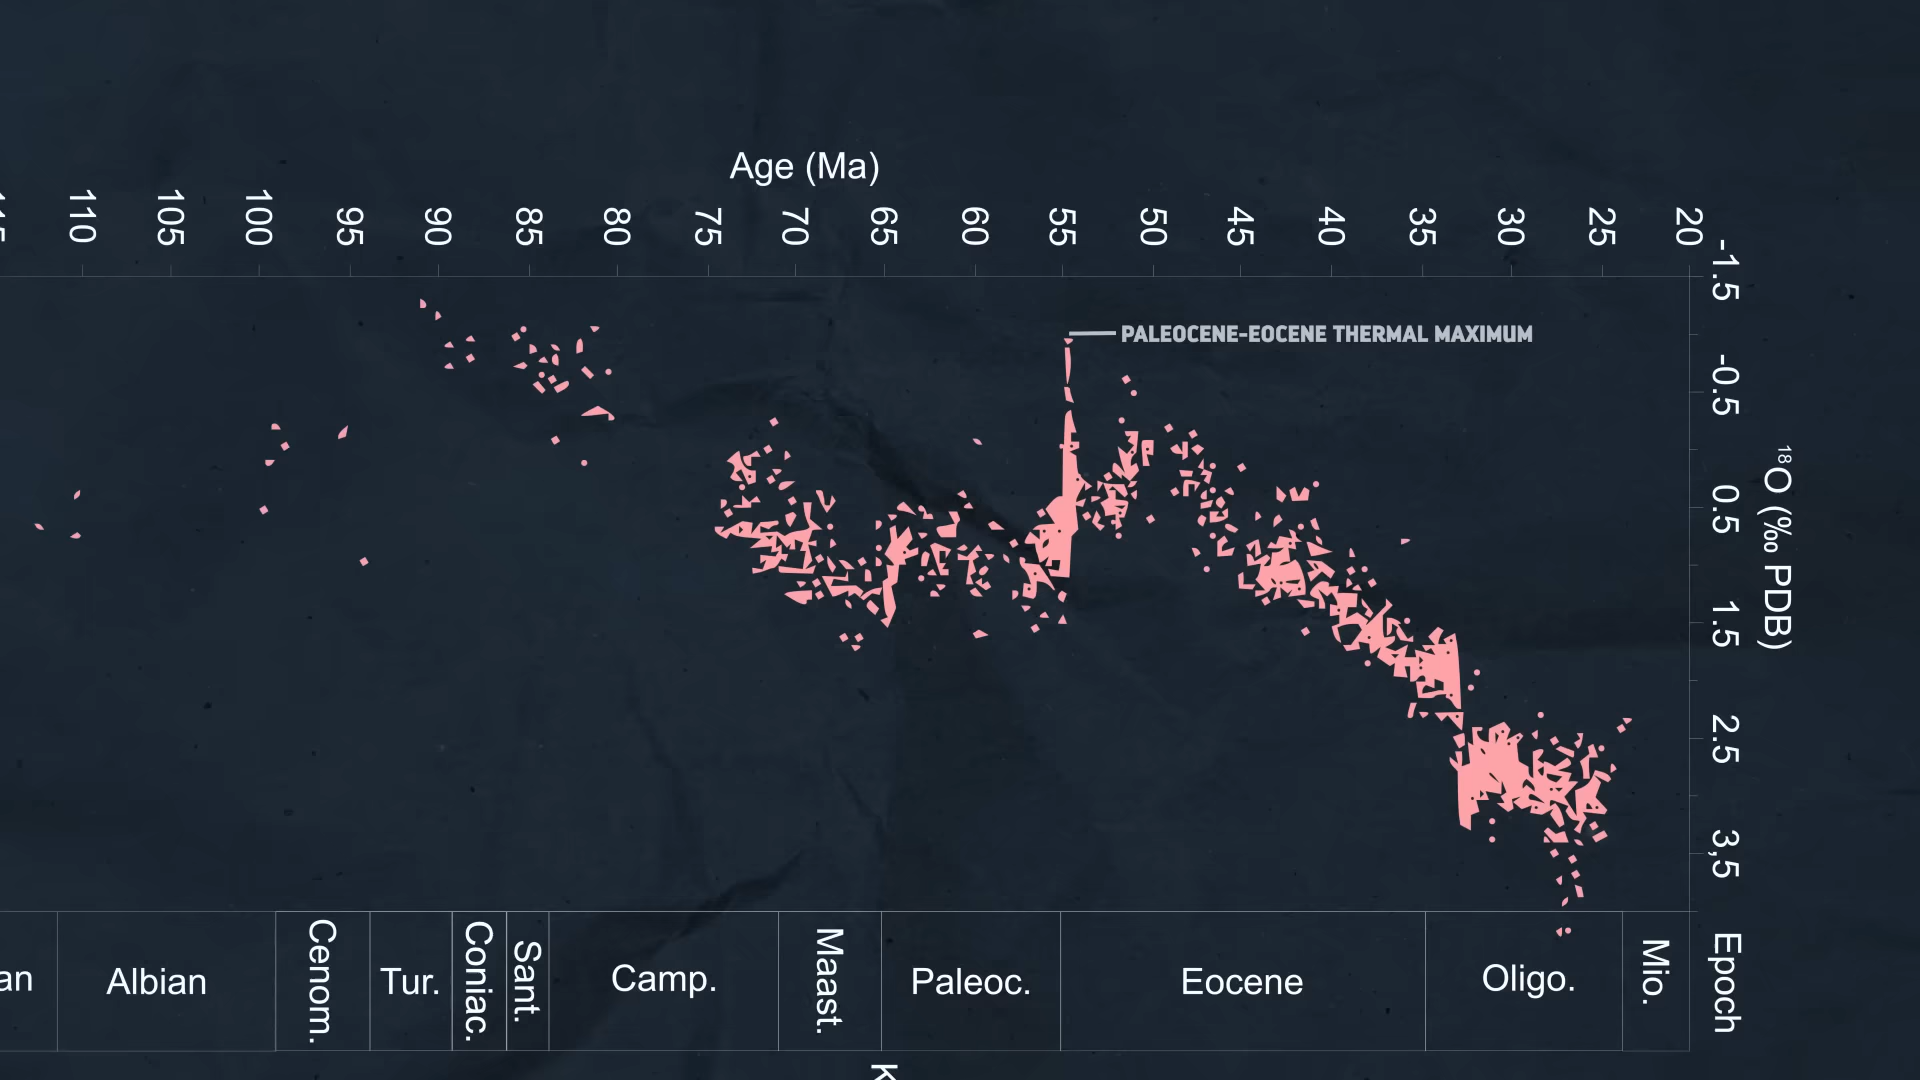 Age (Ma)
110
105
100
95
90
85
80
75
70
65
60
55
50
45
40
35
30
25
20
-1.5
-0.5
0.5
1.5
2.5
3,5
18O (‰ PDB)
PALEOCENE-EOCENE THERMAL MAXIMUM
an
Albian
Cenom.
Tur.
Coniac.
Sant.
Camp.
Maast.
Paleoc.
Eocene
Oligo.
Mio.
Epoch
K